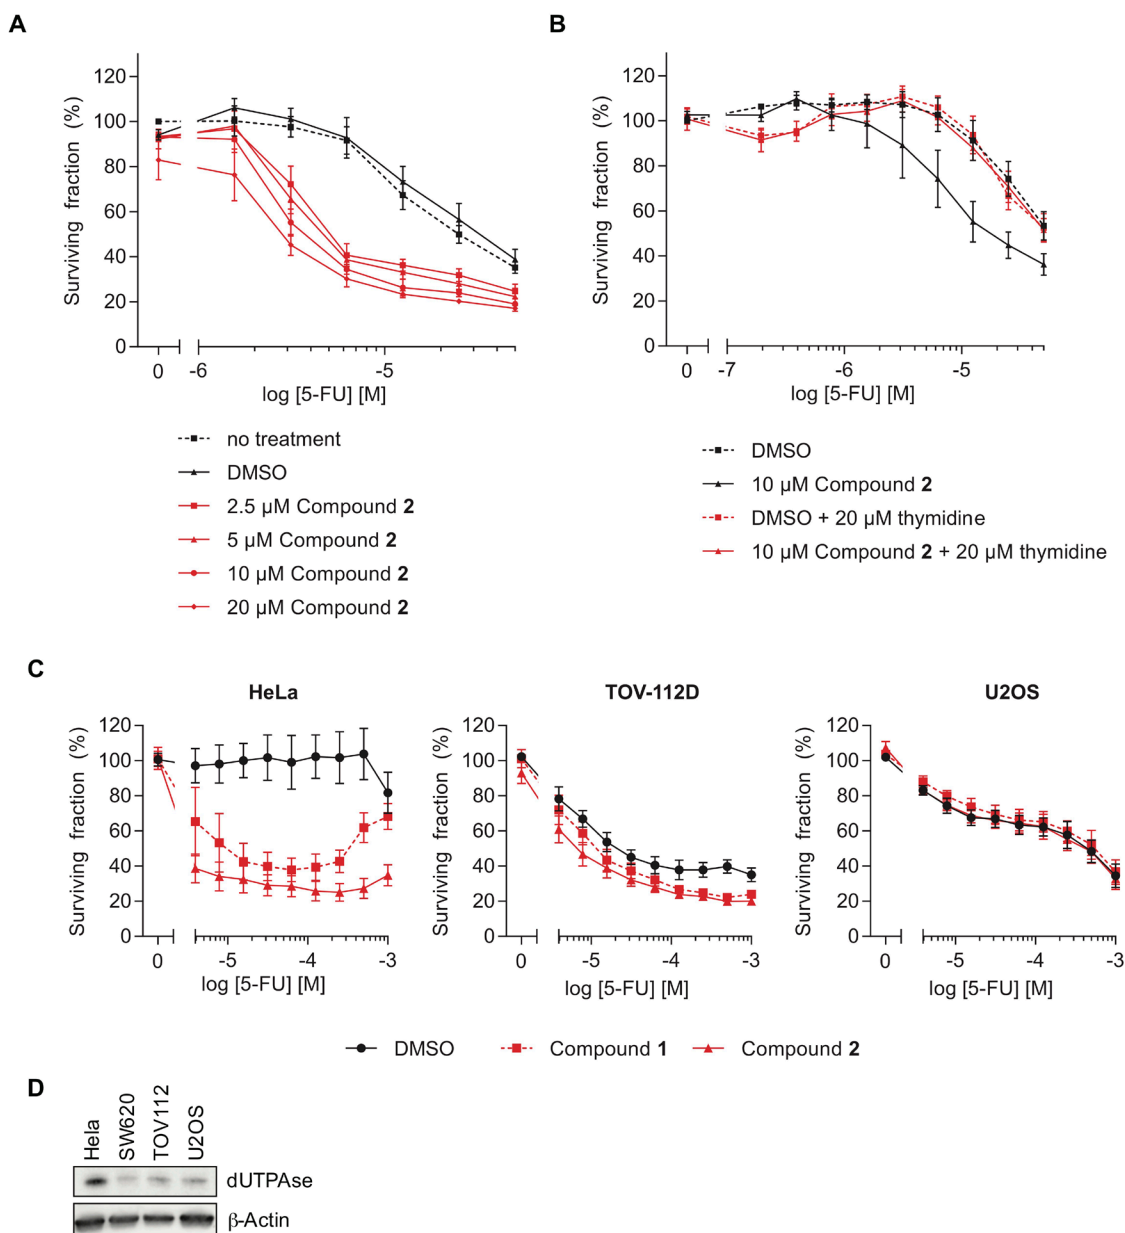 A
B
120
100
80
60
40
20
0
Surviving fraction (%)
0 -6 -5
log [5-FU] [M]
120
100
80
60
40
20
0
Surviving fraction (%)
0 -7 -6 -5
log [5-FU] [M]
no treatment
DMSO
2.5 µM Compound 2
5 µM Compound 2
10 µM Compound 2
20 µM Compound 2
DMSO
10 µM Compound 2
DMSO + 20 µM thymidine
10 µM Compound 2 + 20 µM thymidine
C
HeLa
120
100
80
60
40
20
0
Surviving fraction (%)
0 -5 -4 -3
log [5-FU] [M]
TOV-112D
120
100
80
60
40
20
0
Surviving fraction (%)
0 -5 -4 -3
log [5-FU] [M]
U2OS
120
100
80
60
40
20
0
Surviving fraction (%)
0 -5 -4 -3
log [5-FU] [M]
DMSO Compound 1 Compound 2
D
Hela
SW620
TOV112
U2OS
dUTPAse
β-Actin